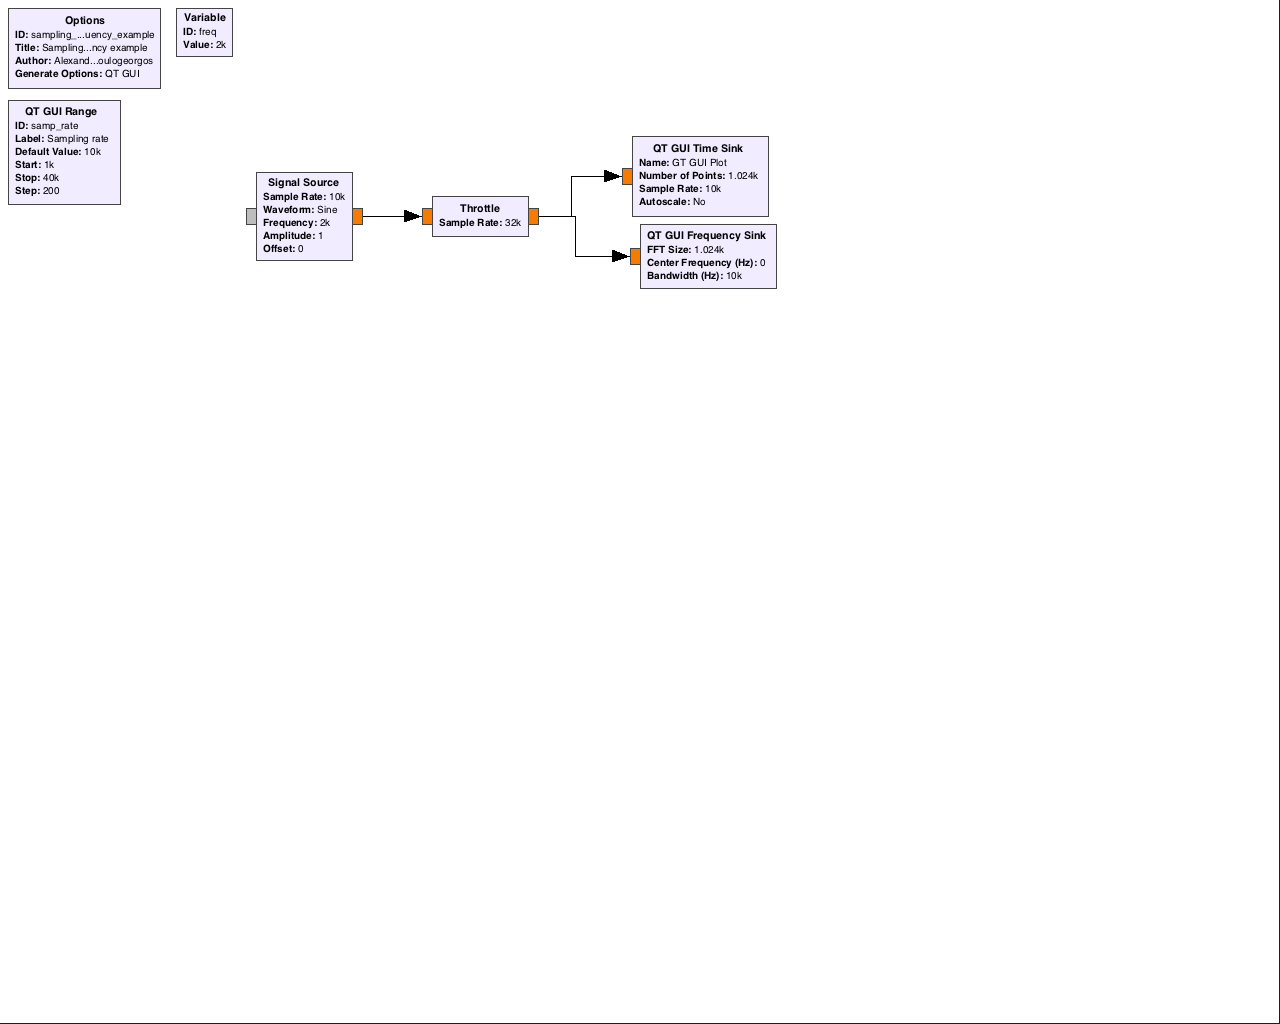 Options
ID: sampling_...uency_example
Title: Sampling...ncy example
Author: Alexand...oulogeorgos
Generate Options: QT GUI
Variable
ID: freq
Value: 2k
QT GUI Range
ID: samp_rate
Label: Sampling rate
Default Value: 10k
Start: 1k
Stop: 40k
Step: 200
Signal Source
Sample Rate: 10k
Waveform: Sine
Frequency: 2k
Amplitude: 1
Offset: 0
Throttle
Sample Rate: 32k
QT GUI Time Sink
Name: GT GUI Plot
Number of Points: 1.024k
Sample Rate: 10k
Autoscale: No
QT GUI Frequency Sink
FFT Size: 1.024k
Center Frequency (Hz): 0
Bandwidth (Hz): 10k